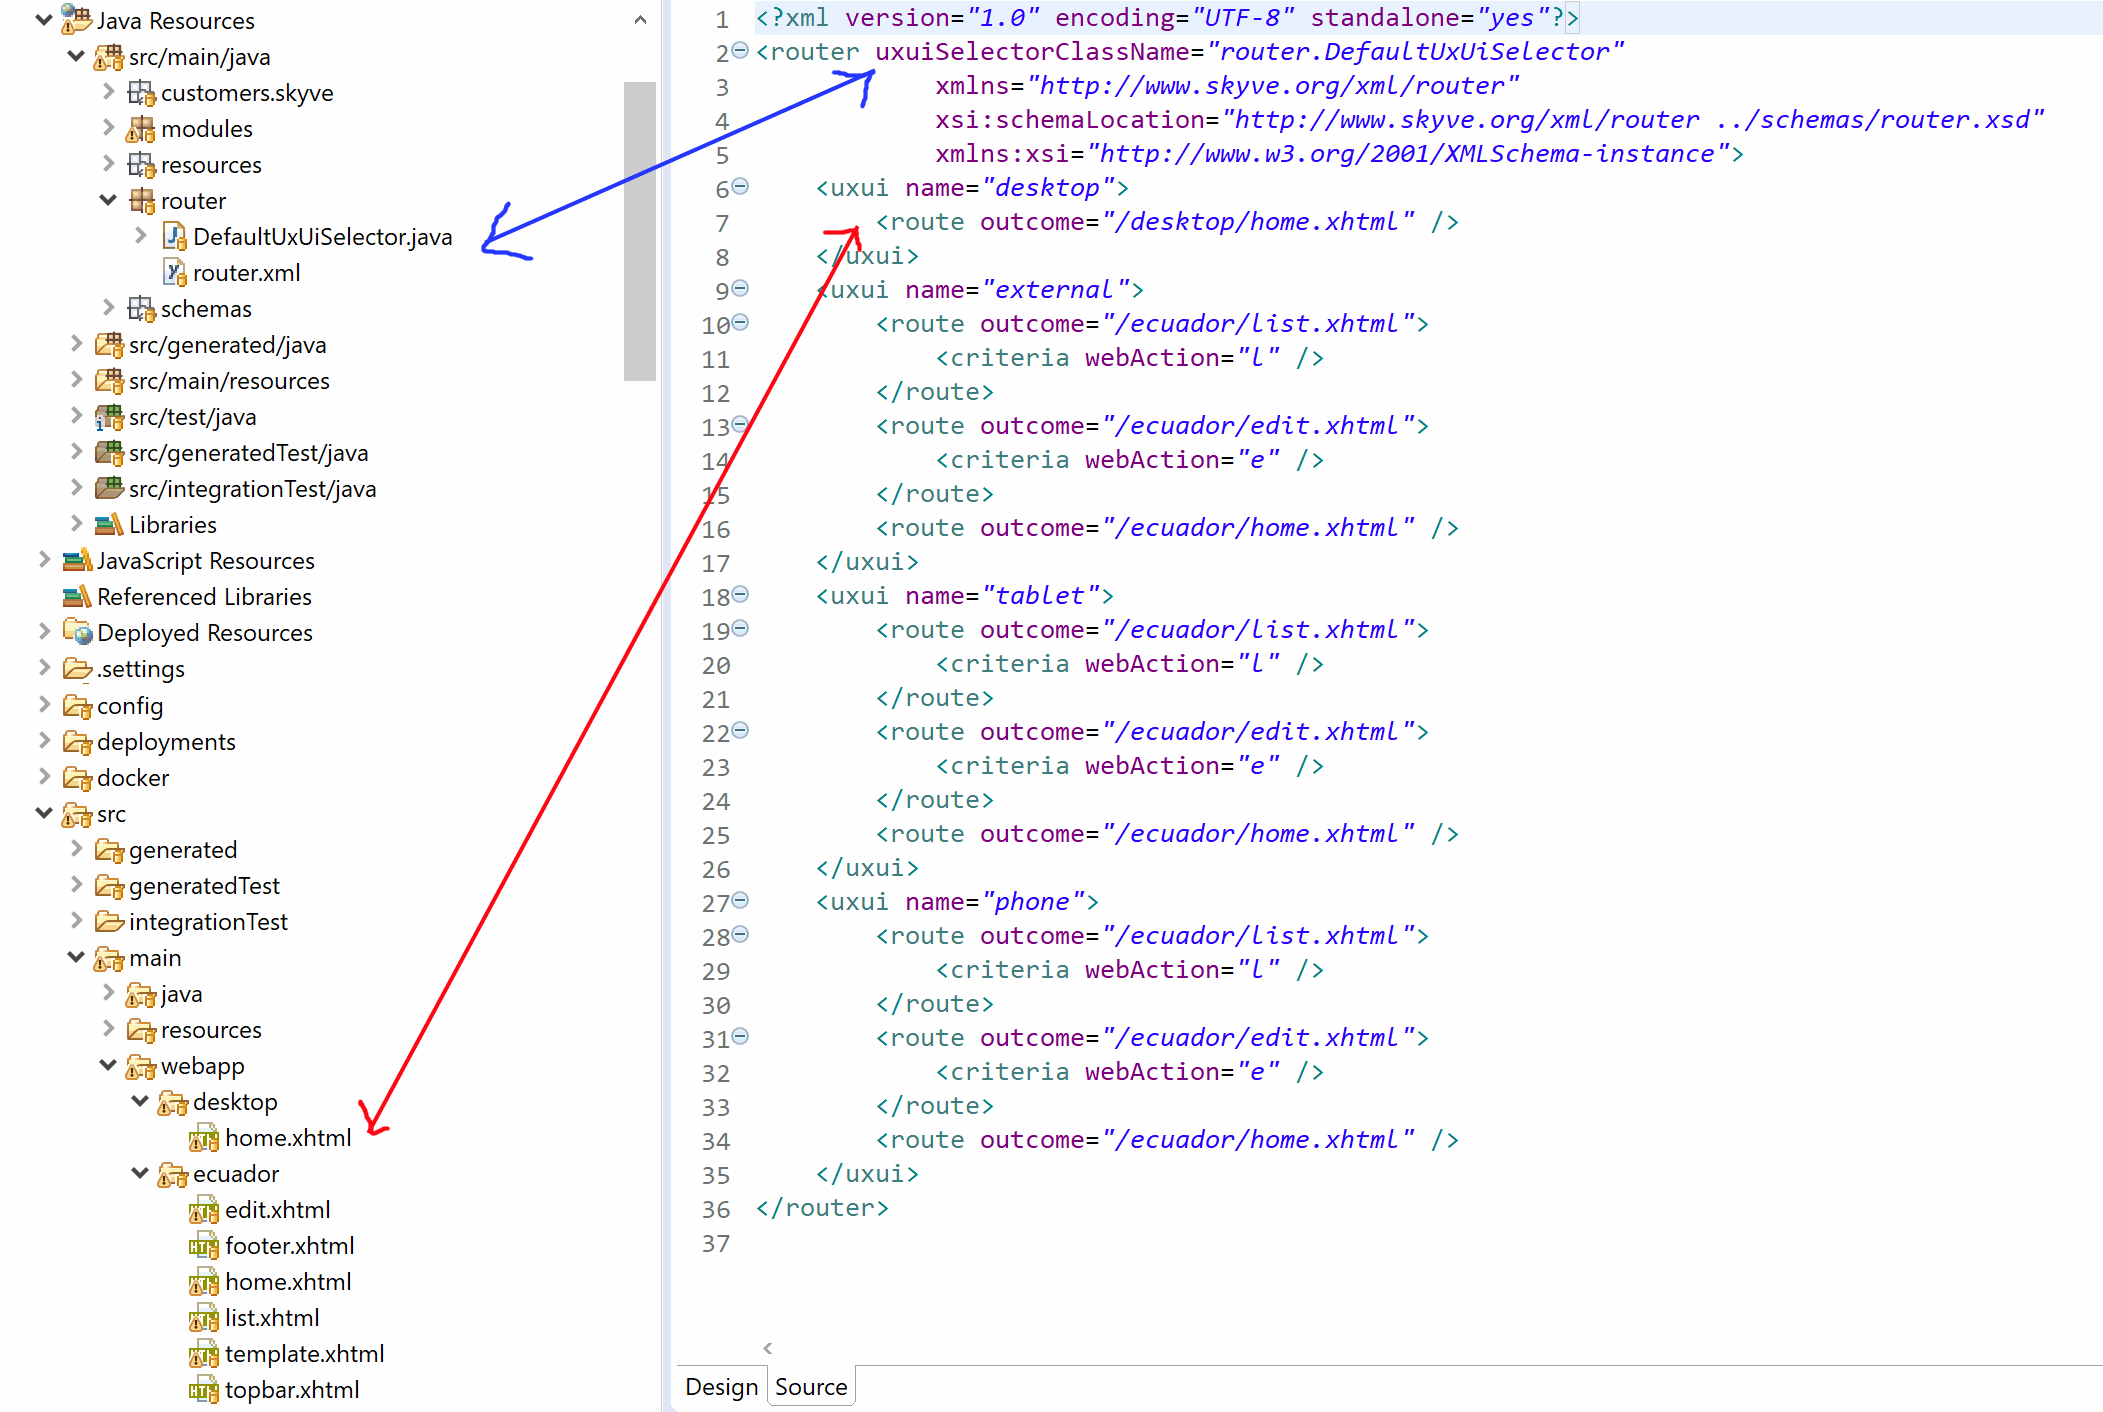 Java Resources
src/main/java
customers.skyve
modules
resources
router
DefaultUxUiSelector.java
router.xml
schemas
src/generated/java
src/main/resources
src/test/java
src/generatedTest/java
src/integrationTest/java
Libraries
JavaScript Resources
Referenced Libraries
Deployed Resources
.settings
config
deployments
docker
src
generated
generatedTest
integrationTest
main
java
resources
webapp
desktop
home.xhtml
ecuador
edit.xhtml
footer.xhtml
home.xhtml
list.xhtml
template.xhtml
topbar.xhtml
1 <?xml version="1.0" encoding="UTF-8" standalone="yes"?>
2 <router uxuiSelectorClassName="router.DefaultUxUiSelector"
3 xmlns="http://www.skyve.org/xml/router"
4 xsi:schemaLocation="http://www.skyve.org/xml/router ../schemas/router.xsd"
5 xmlns:xsi="http://www.w3.org/2001/XMLSchema-instance">
6 <uxui name="desktop">
7 <route outcome="/desktop/home.xhtml" />
8 </uxui>
9 <uxui name="external">
10 <route outcome="/ecuador/list.xhtml">
11 <criteria webAction="l" />
12 </route>
13 <route outcome="/ecuador/edit.xhtml">
14 <criteria webAction="e" />
15 </route>
16 <route outcome="/ecuador/home.xhtml" />
17 </uxui>
18 <uxui name="tablet">
19 <route outcome="/ecuador/list.xhtml">
20 <criteria webAction="l" />
21 </route>
22 <route outcome="/ecuador/edit.xhtml">
23 <criteria webAction="e" />
24 </route>
25 <route outcome="/ecuador/home.xhtml" />
26 </uxui>
27 <uxui name="phone">
28 <route outcome="/ecuador/list.xhtml">
29 <criteria webAction="l" />
30 </route>
31 <route outcome="/ecuador/edit.xhtml">
32 <criteria webAction="e" />
33 </route>
34 <route outcome="/ecuador/home.xhtml" />
35 </uxui>
36 </router>
37
Design Source